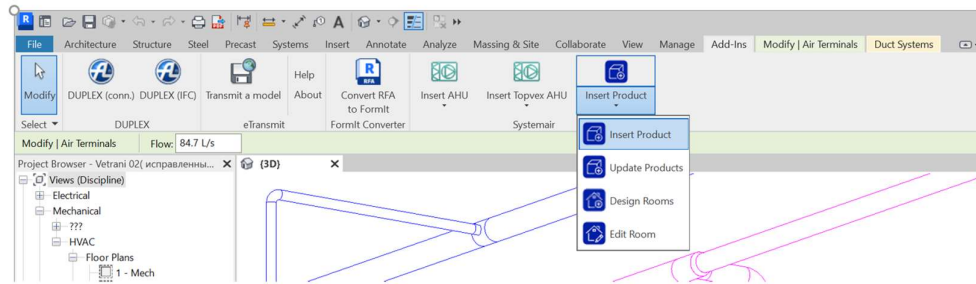 File Architecture Structure Steel Precast Systems Insert Annotate Analyze Massing & Site Collaborate View Manage Add-Ins Modify | Air Terminals Duct Systems
Modify DUPLEX (conn.) DUPLEX (IFC) Transmit a model Help About Convert RFA to FormIt Insert AHU Insert Topvex AHU Insert Product
Select DUPLEX eTransmit FormIt Converter Systemair
Insert Product
Update Products
Design Rooms
Edit Room
Modify | Air Terminals Flow: 84.7 L/s
Project Browser - Vetrani 02( исправленны... {3D}
Views (Discipline)
Electrical
Mechanical
???
HVAC
Floor Plans
1 - Mech